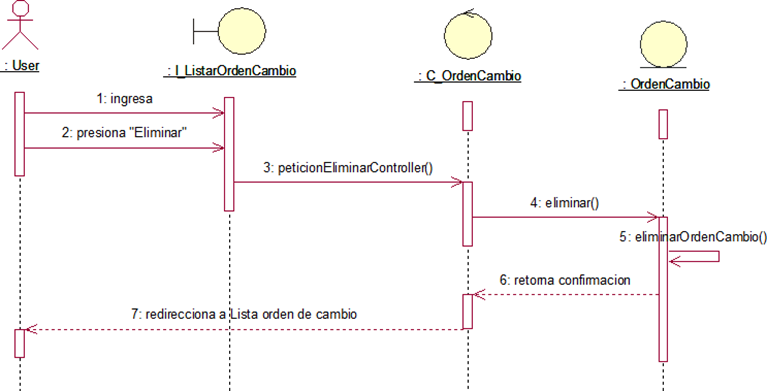 : User
: I_ListarOrdenCambio
: C_OrdenCambio
: OrdenCambio
1: ingresa
2: presiona "Eliminar"
3: peticionEliminarController()
4: eliminar()
5: eliminarOrdenCambio()
6: retorna confirmacion
7: redirecciona a Lista orden de cambio